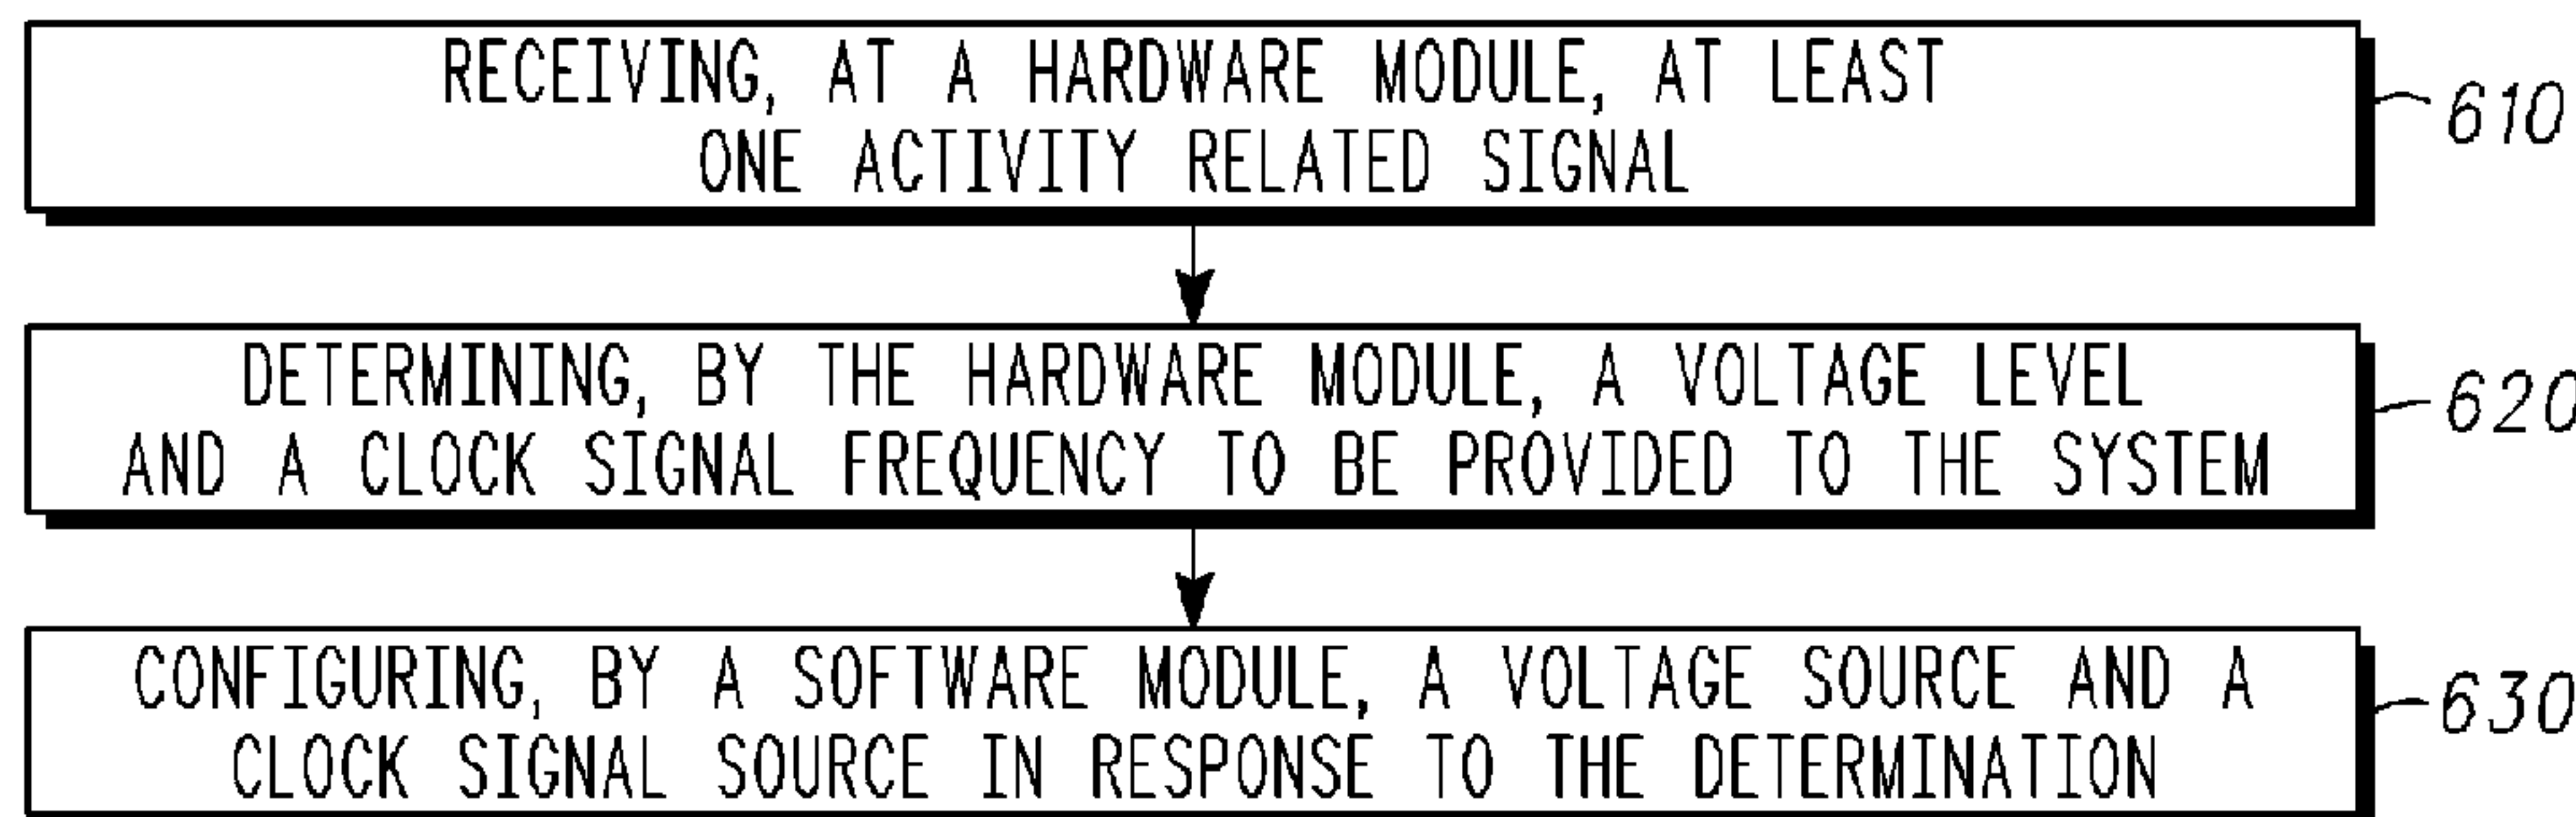 RECEIVING, AT A HARDWARE MODULE, AT LEAST
ONE ACTIVITY RELATED SIGNAL
610
DETERMINING, BY THE HARDWARE MODULE, A VOLTAGE LEVEL
AND A CLOCK SIGNAL FREQUENCY TO BE PROVIDED TO THE SYSTEM
620
CONFIGURING, BY A SOFTWARE MODULE, A VOLTAGE SOURCE AND A
CLOCK SIGNAL SOURCE IN RESPONSE TO THE DETERMINATION
630